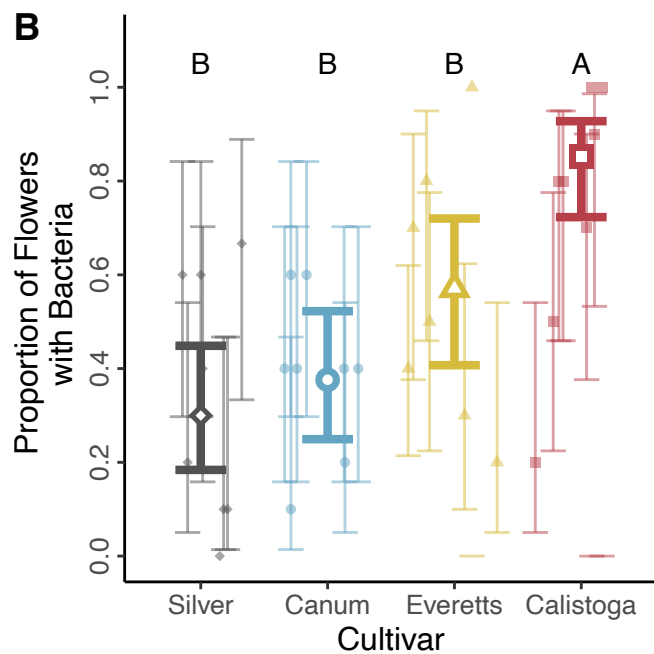 B
B B B A
Proportion of Flowers
with Bacteria
1.0
0.8
0.6
0.4
0.2
0.0
Silver Canum Everetts Calistoga
Cultivar